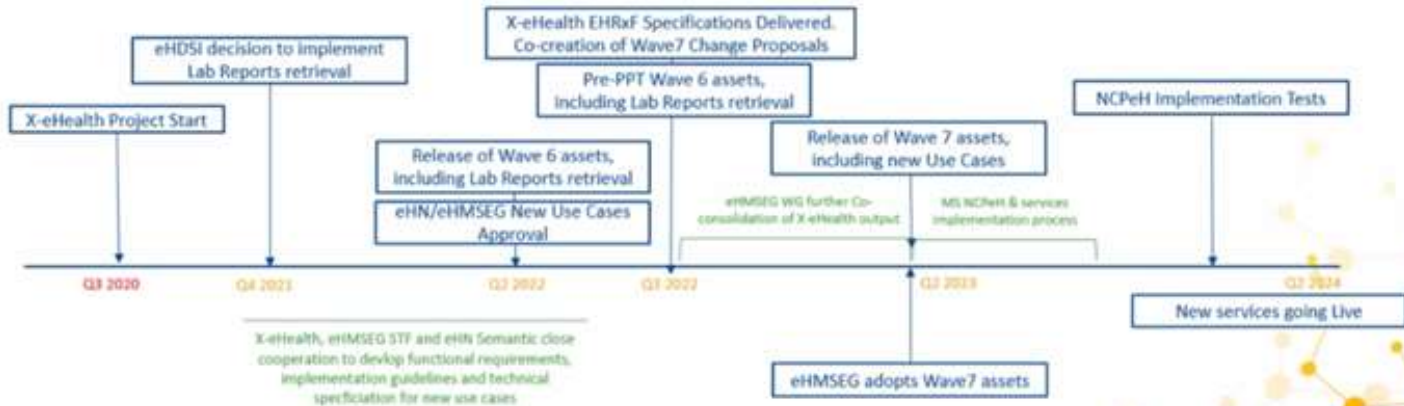 X-eHealth EHRxF Specifications Delivered.
Co-creation of Wave7 Change Proposals
eHDSI decision to implement
Lab Reports retrieval
Pre-PPT Wave 6 assets,
including Lab Reports retrieval
NCPeH Implementation Tests
X-eHealth Project Start
Release of Wave 6 assets,
including Lab Reports retrieval
Release of Wave 7 assets,
including new Use Cases
eHN/eHMSEG New Use Cases
Approval
eHMSEG WG further Co-
consolidation of X-eHealth output
MS NCPeH & services
implementation process
Q3 2020
Q4 2021
Q2 2022
Q3 2022
Q2 2023
Q2 2024
New services going Live
X-eHealth, eHMSEG STF and eHN Semantic close
cooperation to devlop functional requirements,
implementation guidelines and technical
specficiation for new use cases
eHMSEG adopts Wave7 assets